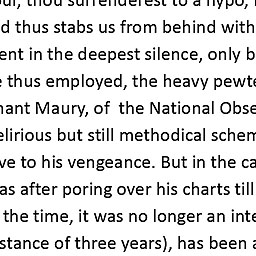 thou surrenderest to a hypo,
d thus stabs us from behind with
ent in the deepest silence, only b
thus employed, the heavy pewte
nant Maury, of the National Obse
elirious but still methodical schem
ve to his vengeance. But in the ca
as after poring over his charts till
the time, it was no longer an inte
stance of three years), has been a